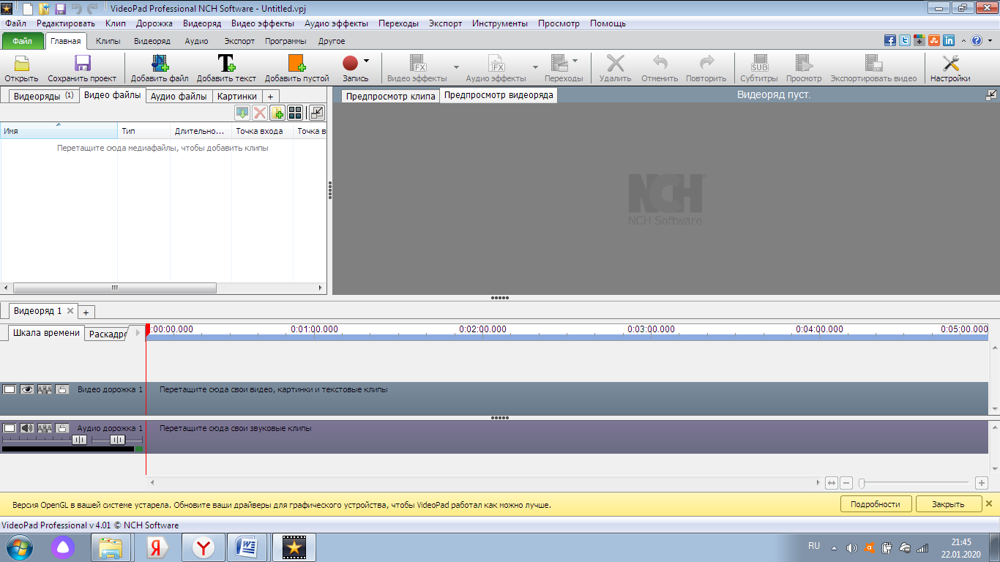 VideoPad Professional NCH Software - Untitled.vpj
Файл Редактировать Клип Дорожка Видеоряд Видео эффекты Аудио эффекты Переходы Экспорт Инструменты Просмотр Помощь
Файл Главная Клипы Видеоряд Аудио Экспорт Программы Другое
Открыть Сохранить проект Добавить файл Добавить текст Добавить пустой Запись Видео эффекты Аудио эффекты Переходы Удалить Отменить Повторить Субтитры Просмотр Экспортировать видео Настройки
Видеоряды (1) Видео файлы Аудио файлы Картинки + Предпросмотр клипа Предпросмотр видеоряда Видеоряд пуст.
Имя Тип Длительно... Точка входа Точка в
Перетащите сюда медиафайлы, чтобы добавить клипы
NCH
NCH Software
Видеоряд 1 +
Шкала времени Раскадро :00:00.000 0:01:00.000 0:02:00.000 0:03:00.000 0:04:00.000 0:05:00.000
Видео дорожка 1 Перетащите сюда свои видео, картинки и текстовые клипы
Аудио дорожка 1 Перетащите сюда свои звуковые клипы
Версия OpenGL в вашей системе устарела. Обновите ваши драйверы для графического устройства, чтобы VideoPad работал как можно лучше. Подробности Закрыть
VideoPad Professional v 4.01 © NCH Software
RU 21:45
22.01.2020